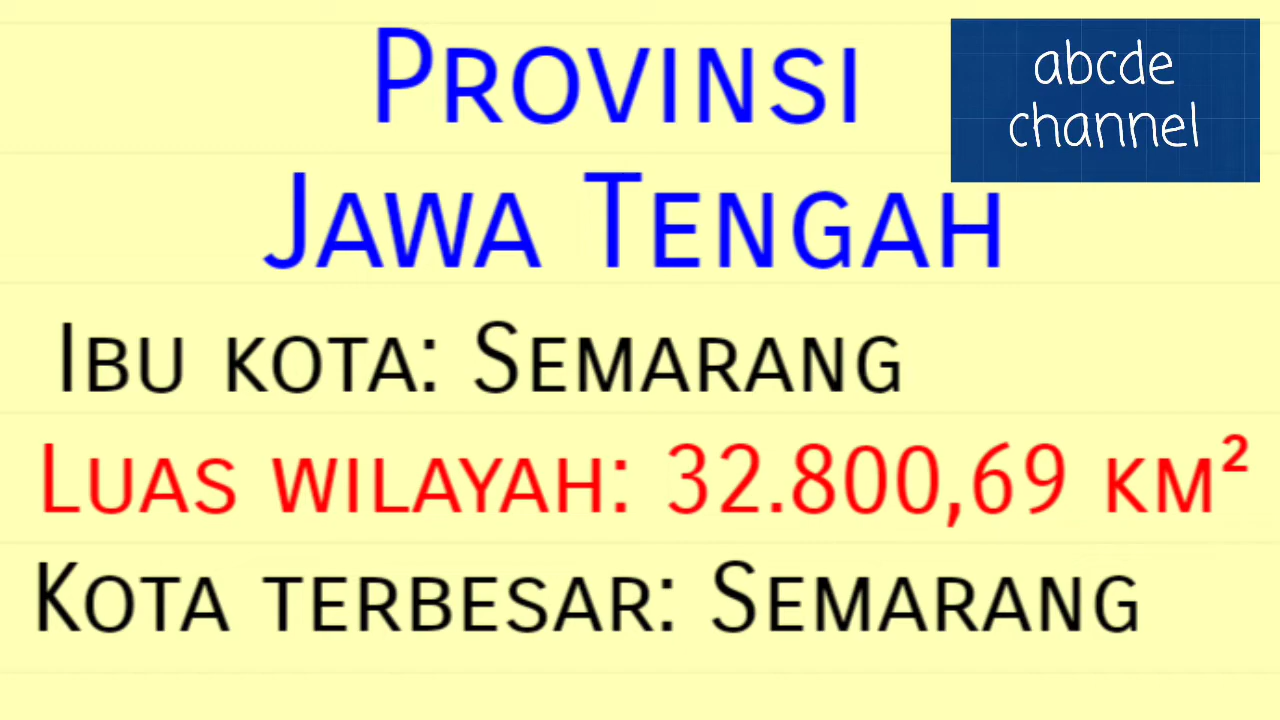 Provinsi
abcde
channel
Jawa Tengah
Ibu kota: Semarang
Luas wilayah: 32.800,69 km²
Kota terbesar: Semarang